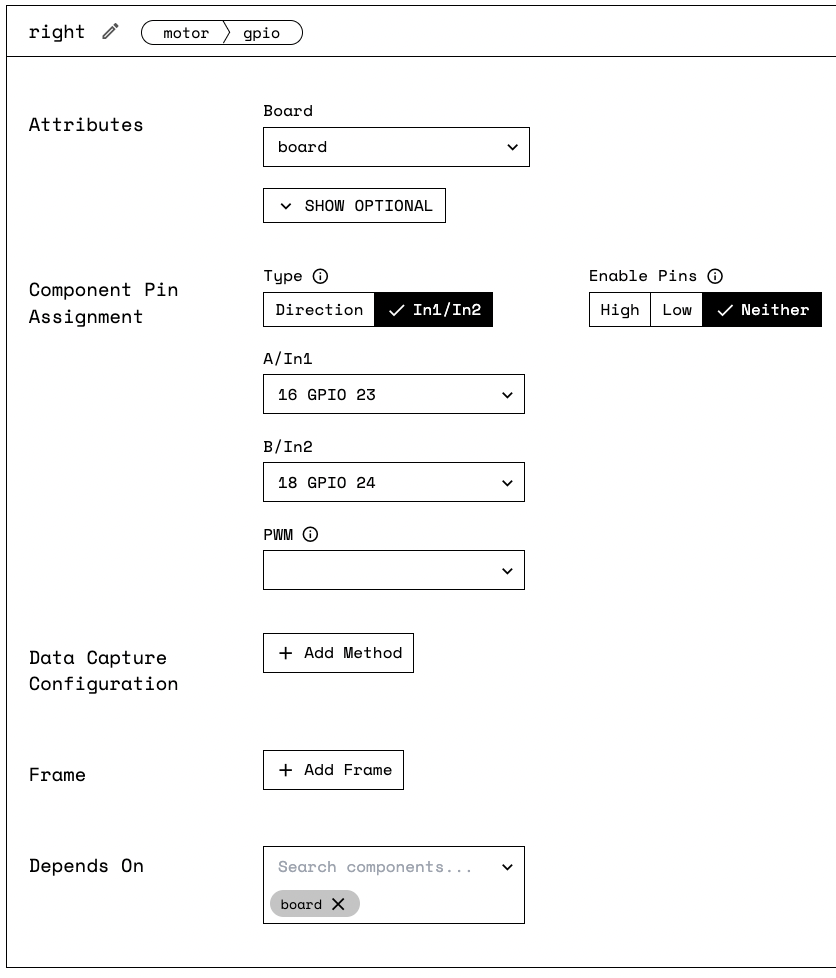 right motor gpio
Attributes
Board
board
SHOW OPTIONAL
Component Pin
Assignment
Type
Direction In1/In2
Enable Pins
High Low Neither
A/In1
16 GPIO 23
B/In2
18 GPIO 24
PWM
Data Capture
Configuration
+ Add Method
Frame
+ Add Frame
Depends On
Search components...
board